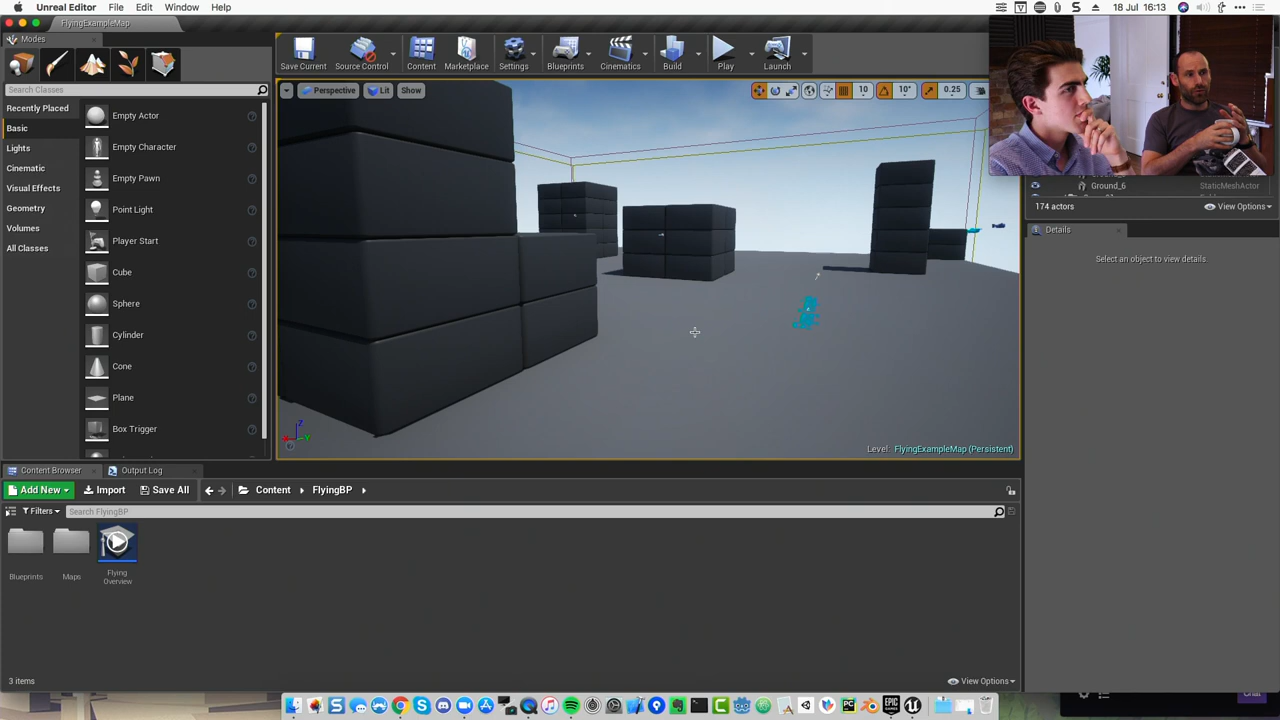 Unreal Editor File Edit Window Help
18 Jul 16:13
FlyingExampleMap
Modes
Search Classes
Recently Placed
Basic
Lights
Cinematic
Visual Effects
Geometry
Volumes
All Classes
Empty Actor
Empty Character
Empty Pawn
Point Light
Player Start
Cube
Sphere
Cylinder
Cone
Plane
Box Trigger
Save Current
Source Control
Content
Marketplace
Settings
Blueprints
Cinematics
Build
Play
Launch
Perspective Lit Show
10 10° 0.25
Level: FlyingExampleMap (Persistent)
Ground_6 StaticMeshActor
174 actors View Options
Details
Select an object to view details.
Content Browser Output Log
Add New Import Save All Content FlyingBP
Filters Search FlyingBP
Blueprints
Maps
Flying
Overview
3 items View Options
Chat